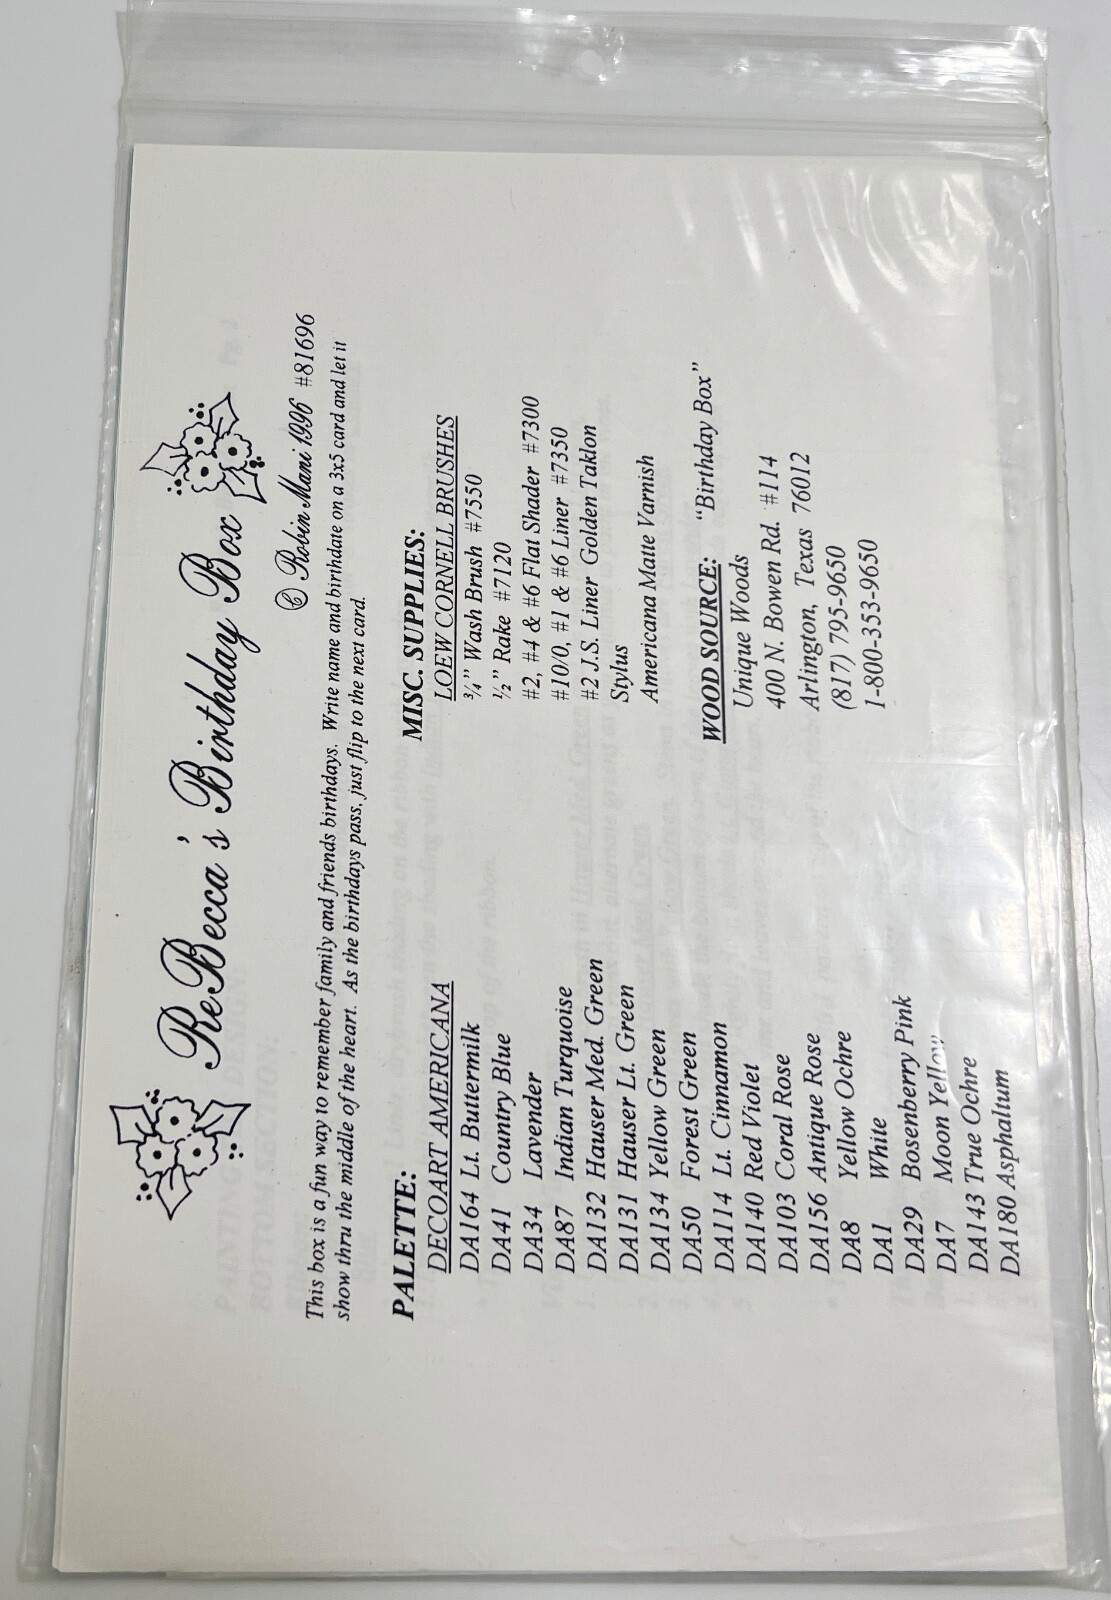 ReBecca's Birthday Box
© Robin Mani 1996 #81696
This box is a fun way to remember family and friends birthdays. Write name and birthdate on a 3x5 card and let it
show thru the middle of the heart. As the birthdays pass, just flip to the next card.
PALETTE:
DECOART AMERICANA
DA164 Lt. Buttermilk
DA41 Country Blue
DA34 Lavender
DA87 Indian Turquoise
DA132 Hauser Med. Green
DA131 Hauser Lt. Green
DA134 Yellow Green
DA50 Forest Green
DA114 Lt. Cinnamon
DA140 Red Violet
DA103 Coral Rose
DA156 Antique Rose
DA8 Yellow Ochre
DA1 White
DA29 Bosenberry Pink
DA7 Moon Yellow
DA143 True Ochre
DA180 Asphaltum
MISC. SUPPLIES:
LOEW CORNELL BRUSHES
¾" Wash Brush #7550
½" Rake #7120
#2, #4 & #6 Flat Shader #7300
#10/0, #1 & #6 Liner #7350
#2 J.S. Liner Golden Taklon
Stylus
Americana Matte Varnish
WOOD SOURCE: "Birthday Box"
Unique Woods
400 N. Bowen Rd. #114
Arlington, Texas 76012
(817) 795-9650
1-800-353-9650